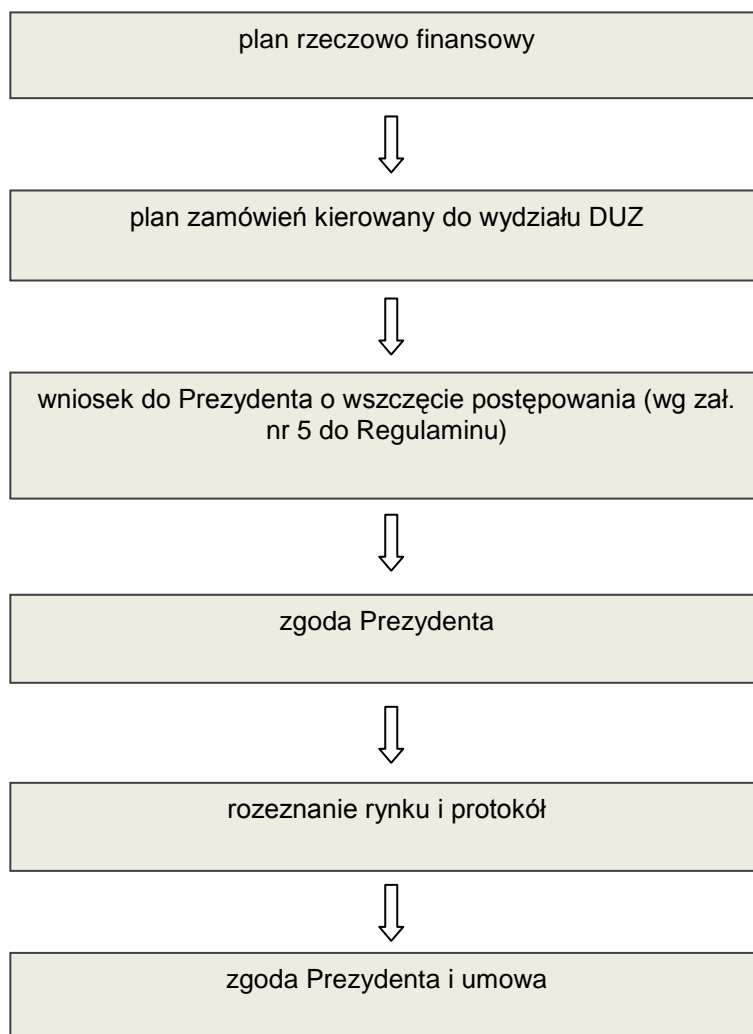 plan rzeczowo finansowy
plan zamówień kierowany do wydziału DUZ
wniosek do Prezydenta o wszczęcie postępowania (wg zał.
nr 5 do Regulaminu)
zgoda Prezydenta
rozeznanie rynku i protokół
zgoda Prezydenta i umowa